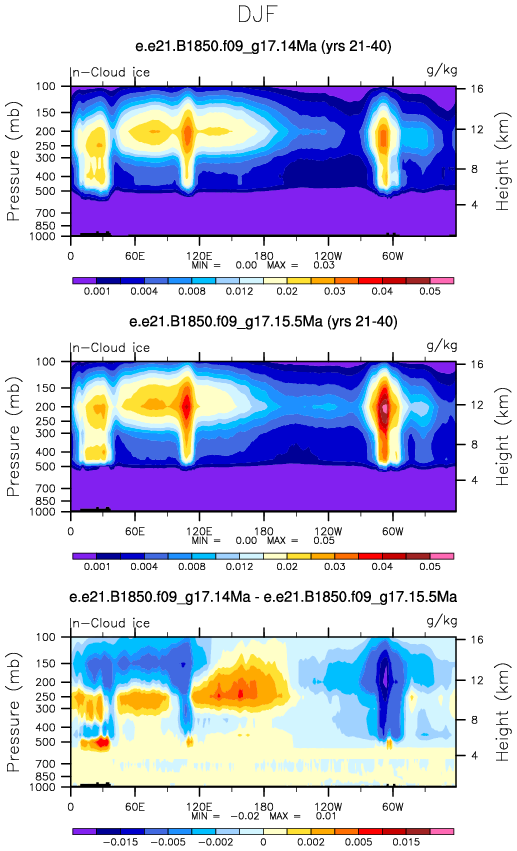 DJF
e.e21.B1850.f09_g17.14Ma (yrs 21-40)
n-Cloud ice g/kg
Pressure (mb)
100
150
200
250
300
400
500
700
850
1000
16
12
8
4
Height (km)
0 60E 120E 180 120W 60W
MIN = 0.00 MAX = 0.03
0.001 0.004 0.008 0.012 0.02 0.03 0.04 0.05
e.e21.B1850.f09_g17.15.5Ma (yrs 21-40)
n-Cloud ice g/kg
Pressure (mb)
100
150
200
250
300
400
500
700
850
1000
16
12
8
4
Height (km)
0 60E 120E 180 120W 60W
MIN = 0.00 MAX = 0.05
0.001 0.004 0.008 0.012 0.02 0.03 0.04 0.05
e.e21.B1850.f09_g17.14Ma - e.e21.B1850.f09_g17.15.5Ma
n-Cloud ice g/kg
Pressure (mb)
100
150
200
250
300
400
500
700
850
1000
16
12
8
4
Height (km)
0 60E 120E 180 120W 60W
MIN = -0.02 MAX = 0.01
-0.015 -0.005 -0.002 0 0.002 0.005 0.015